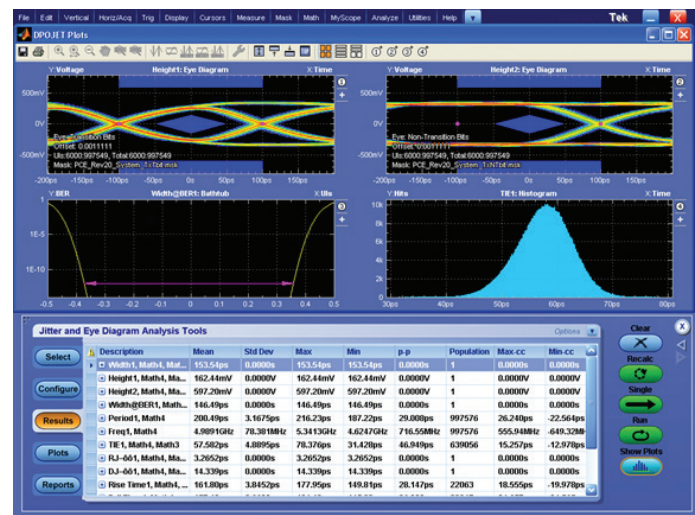 File Edit Vertical Horiz/Acq Trig Display Cursors Measure Mask Math MyScope Analyze Utilities Help Tek
DPOJET Plots
Y:Voltage Height1: Eye Diagram X:Time
500mV
0V
-500mV
Eye: Transition Bits
Offset: 0.0011111
UIs:6000:997549, Total:6000:997549
Mask: PCE_Rev20_System_TxTbt.msk
-200ps -150ps -100ps -50ps 0s 50ps 100ps 150ps
Y:Voltage Height2: Eye Diagram X:Time
500mV
0V
-500mV
Eye: Non-Transition Bits
Offset: 0.0011111
UIs:6000:997549, Total:6000:997549
-200ps -150ps -100ps -50ps 0s 50ps 100ps 150ps
Y:BER Width@BER1: Bathtub X:UIs
1
1E-5
1E-10
-0.5 -0.4 -0.3 -0.2 -0.1 0 0.1 0.2 0.3 0.4 0.5
Y:Hits TIE1: Histogram X:Time
10k
8k
6k
4k
2k
0
30ps 40ps 50ps 60ps 70ps 80ps
Jitter and Eye Diagram Analysis Tools Options
Select
Configure
Results
Plots
Reports
Description Mean Std Dev Max Min p-p Population Max-cc Min-cc
Width1, Math4, Mat... 153.54ps 0.0000s 153.54ps 153.54ps 0.0000s 1 0.0000s 0.0000s
Height1, Math4, Ma... 162.44mV 0.0000V 162.44mV 162.44mV 0.0000V 1 0.0000V 0.0000V
Height2, Math4, Ma... 597.20mV 0.0000V 597.20mV 597.20mV 0.0000V 1 0.0000V 0.0000V
Width@BER1, Math... 146.49ps 0.0000s 146.49ps 146.49ps 0.0000s 1 0.0000s 0.0000s
Period1, Math4 200.49ps 3.1675ps 216.23ps 187.22ps 29.008ps 997576 26.240ps -22.564ps
Freq1, Math4 4.9891GHz 78.381MHz 5.3413GHz 4.6247GHz 716.55MHz 997576 555.94MHz
TIE1, Math4, Math3 57.582ps 4.8895ps 78.376ps 31.428ps 46.949ps 639056 15.257ps -12.978ps
RJ-δδ1, Math4, Ma... 3.2652ps 0.0000s 3.2652ps 3.2652ps 0.0000s 1 0.0000s 0.0000s
DJ-δδ1, Math4, Ma... 14.339ps 0.0000s 14.339ps 14.339ps 0.0000s 1 0.0000s 0.0000s
Rise Time1, Math4, ... 161.80ps 3.8452ps 177.95ps 149.81ps 28.147ps 22063 18.555ps -19.978ps
Clear
Recalc
Single
Run
Show Plots